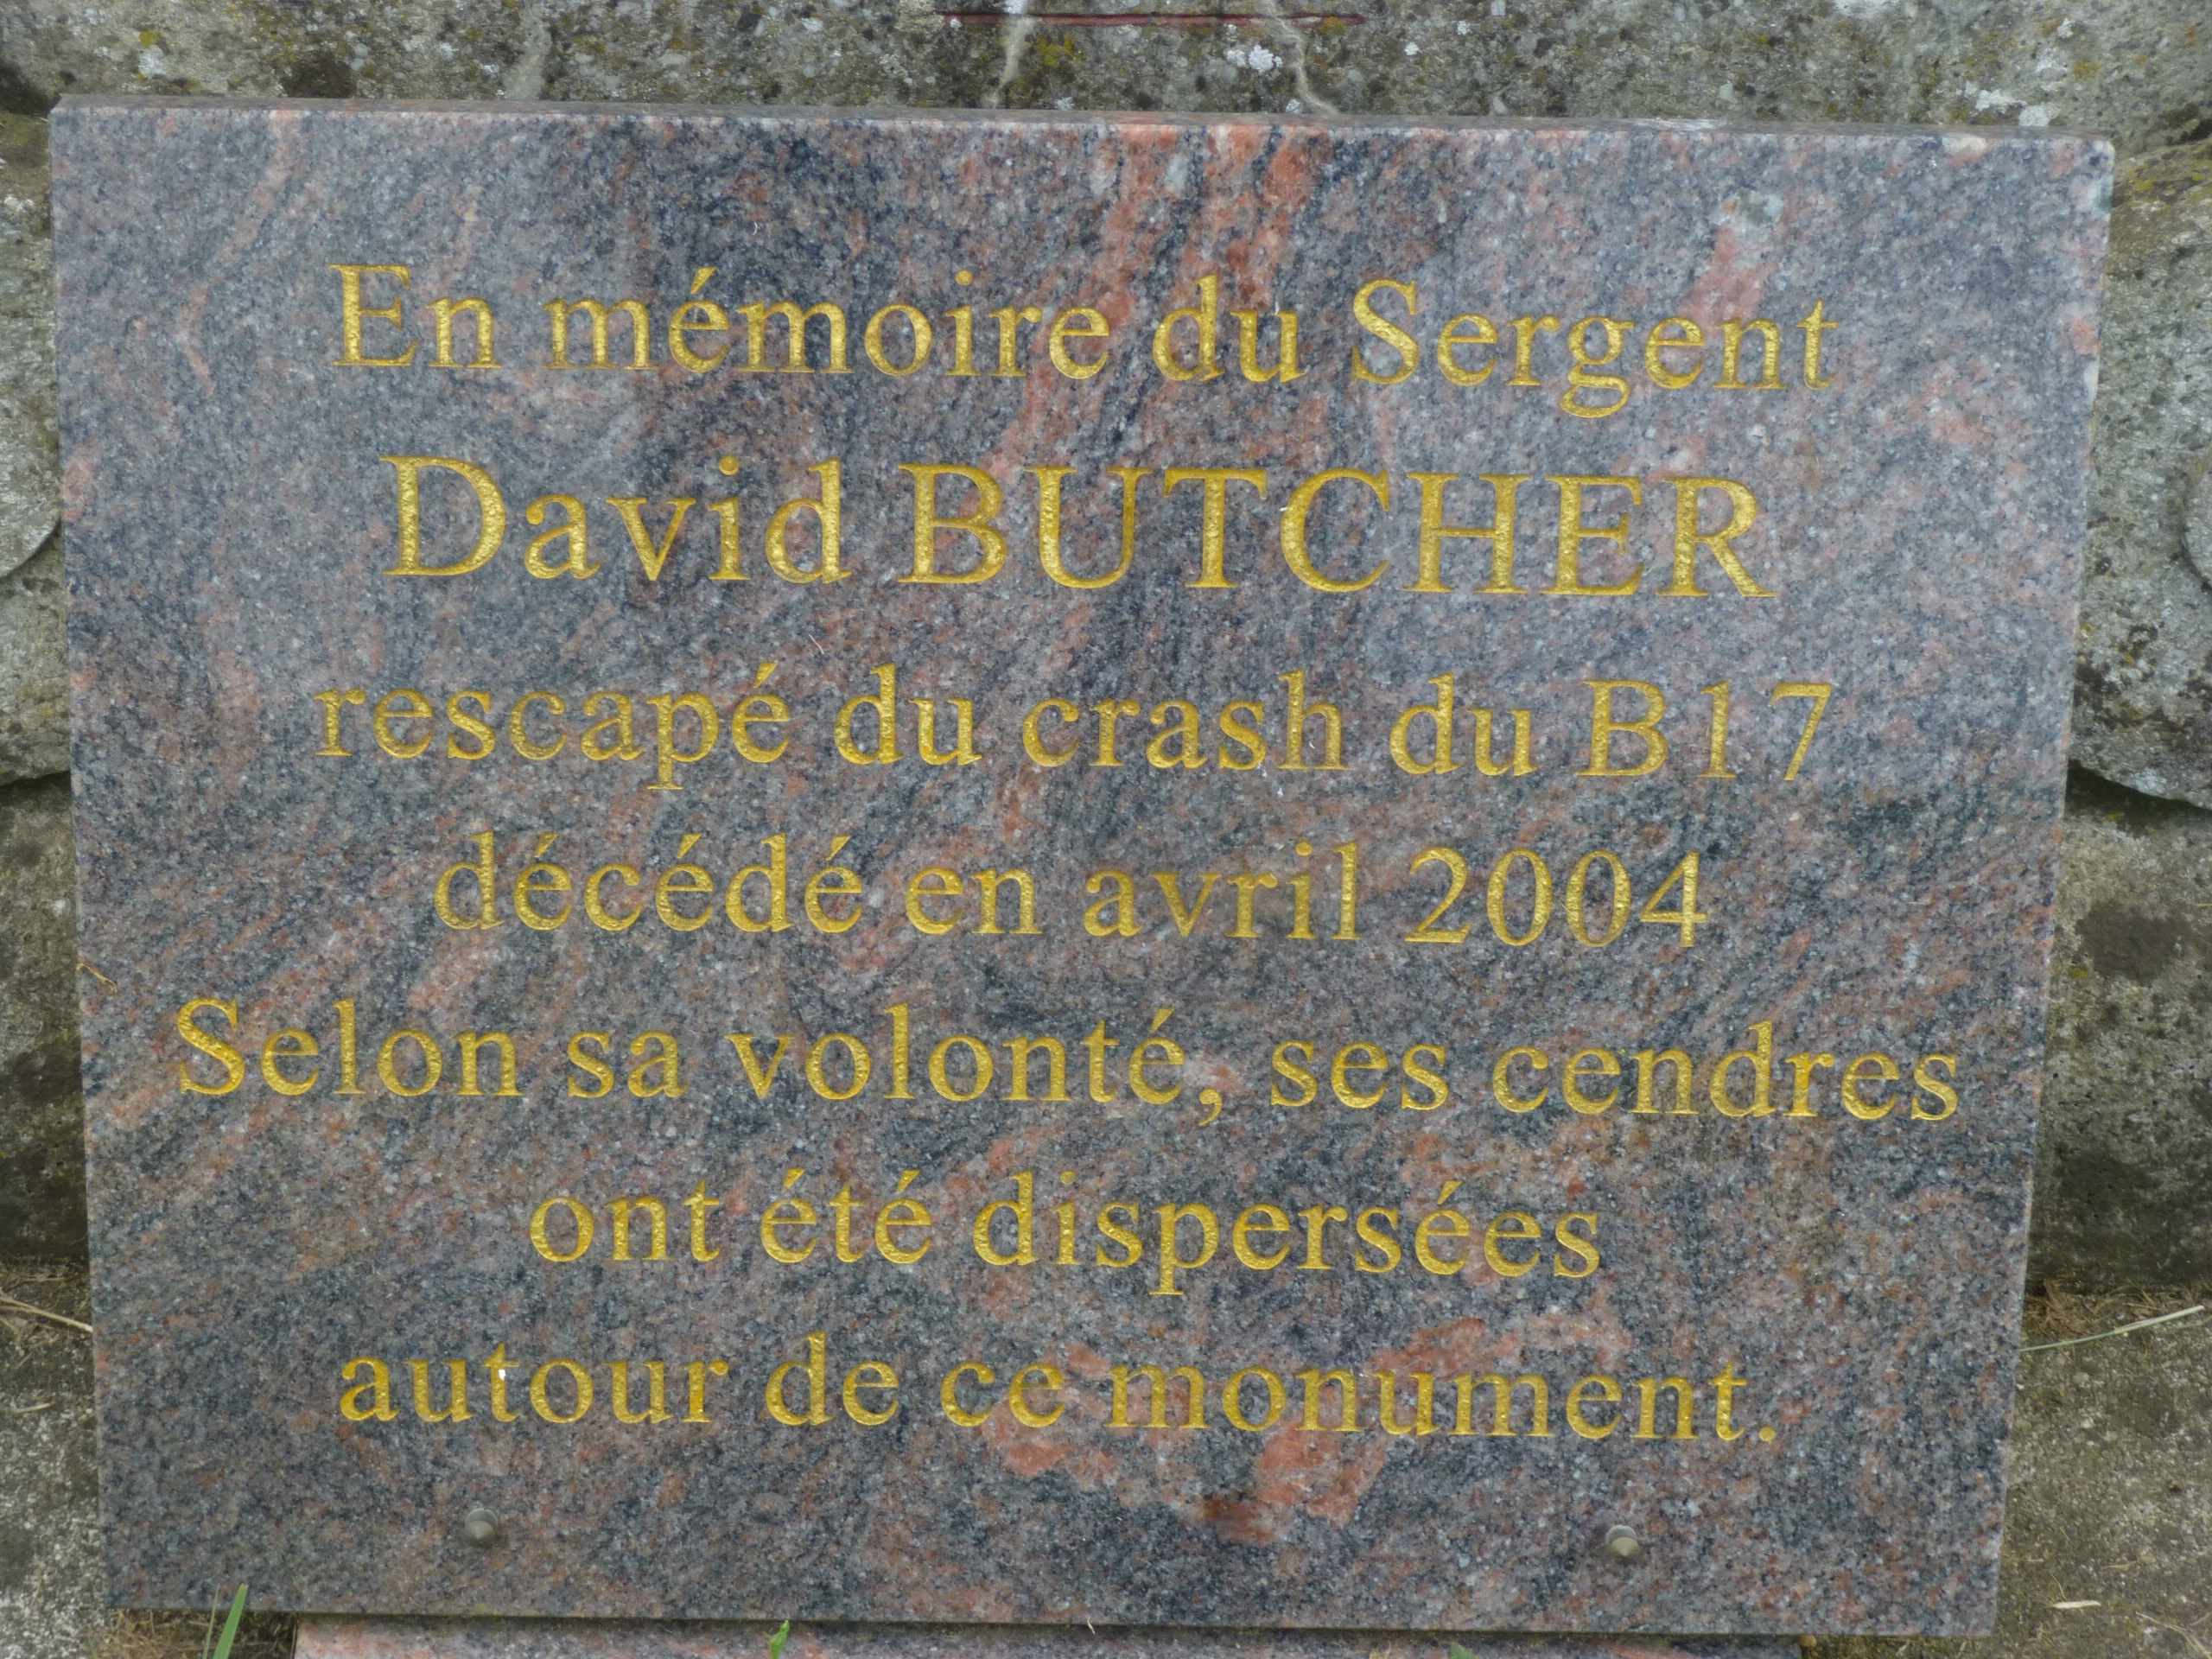 En mémoire du Sergent
David BUTCHER
rescapé du crash du B17
décédé en avril 2004
Selon sa volonté, ses cendres
ont été dispersées
autour de ce monument.